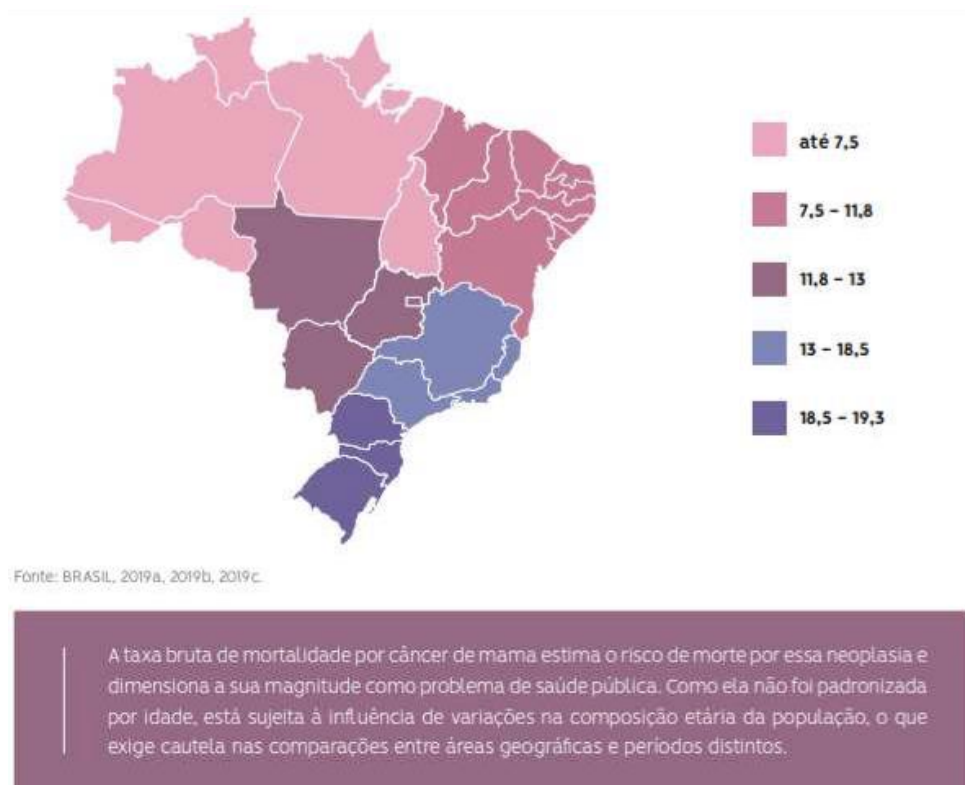 até 7,5
7,5 – 11,8
11,8 – 13
13 – 18,5
18,5 – 19,3
Fonte: BRASIL, 2019a, 2019b, 2019c.
A taxa bruta de mortalidade por câncer de mama estima o risco de morte por essa neoplasia e
dimensiona a sua magnitude como problema de saúde pública. Como ela não foi padronizada
por idade, está sujeita à influência de variações na composição etária da população, o que
exige cautela nas comparações entre áreas geográficas e períodos distintos.